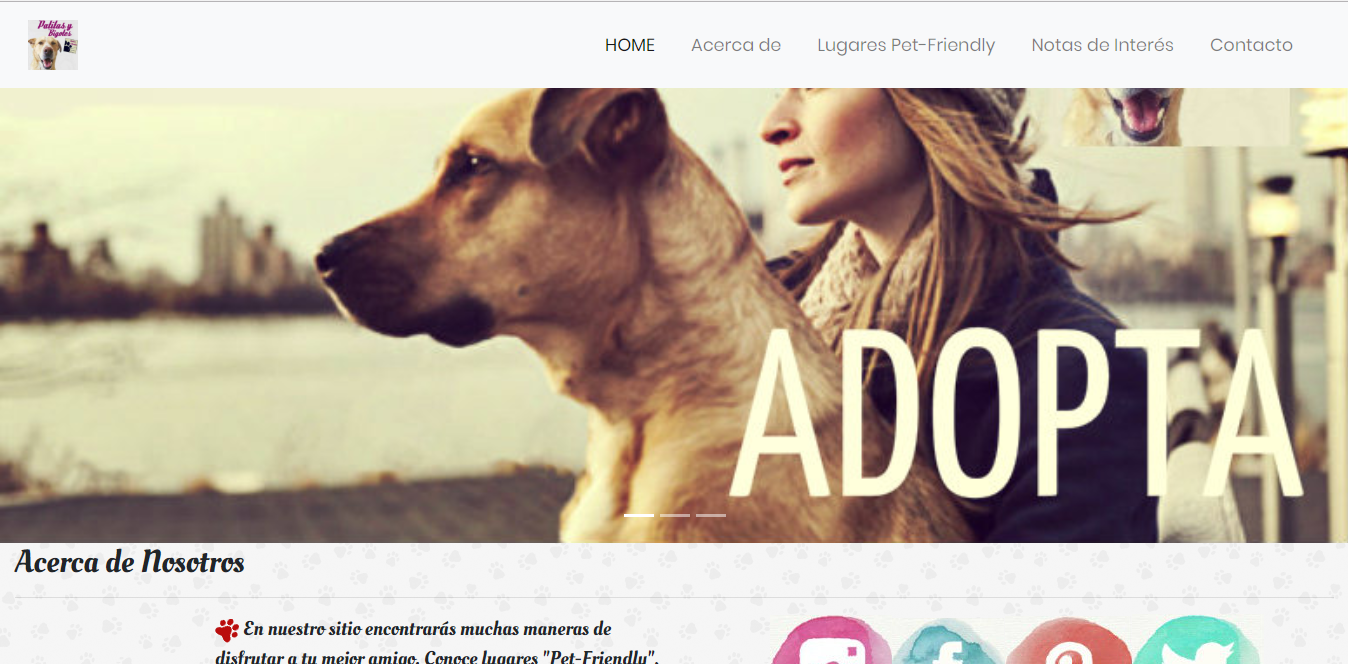 Patitas y
Bigotes
HOME Acerca de Lugares Pet-Friendly Notas de Interés Contacto
ADOPTA
Acerca de Nosotros
En nuestro sitio encontrarás muchas maneras de
disfrutar a tu mejor amigo. Conoce lugares "Pet-Friendly",